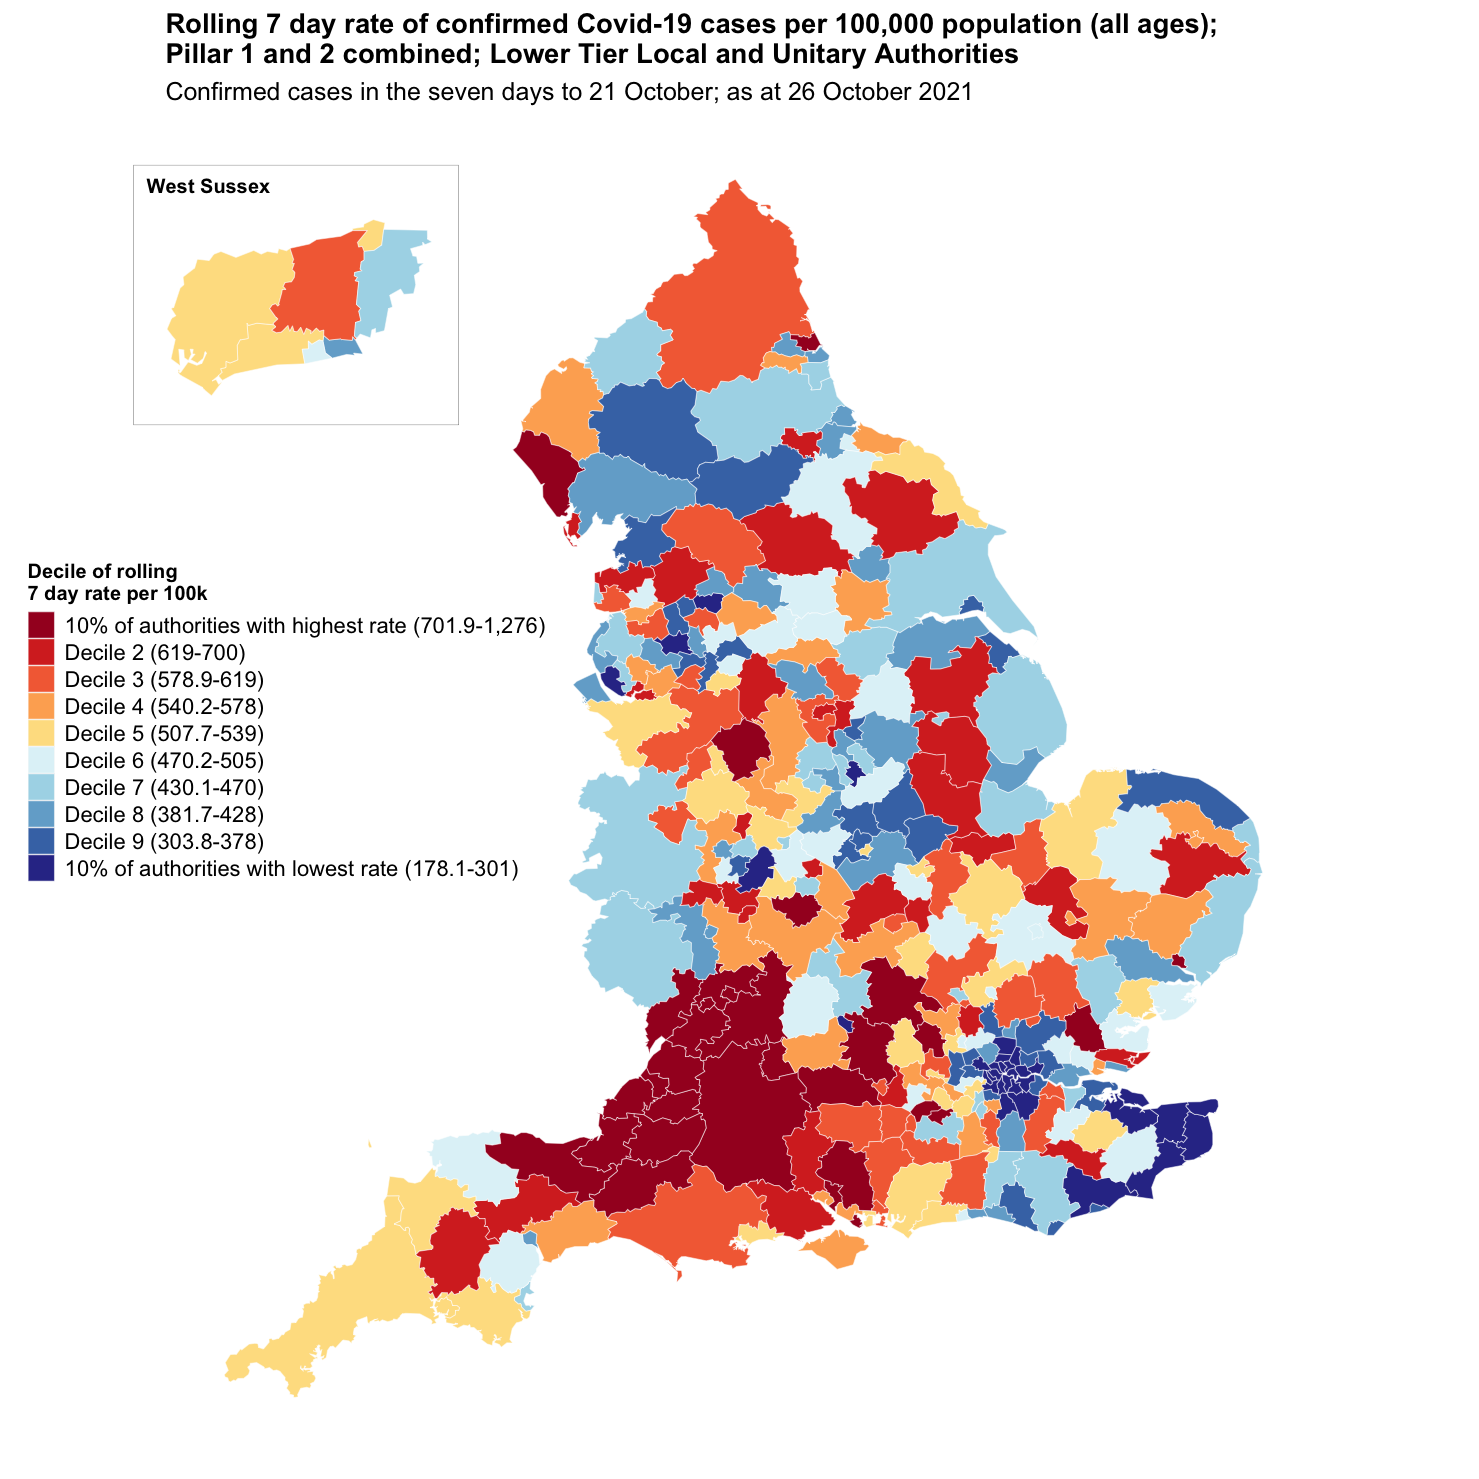 Rolling 7 day rate of confirmed Covid-19 cases per 100,000 population (all ages);
Pillar 1 and 2 combined; Lower Tier Local and Unitary Authorities
Confirmed cases in the seven days to 21 October; as at 26 October 2021
West Sussex
Decile of rolling
7 day rate per 100k
10% of authorities with highest rate (701.9-1,276)
Decile 2 (619-700)
Decile 3 (578.9-619)
Decile 4 (540.2-578)
Decile 5 (507.7-539)
Decile 6 (470.2-505)
Decile 7 (430.1-470)
Decile 8 (381.7-428)
Decile 9 (303.8-378)
10% of authorities with lowest rate (178.1-301)